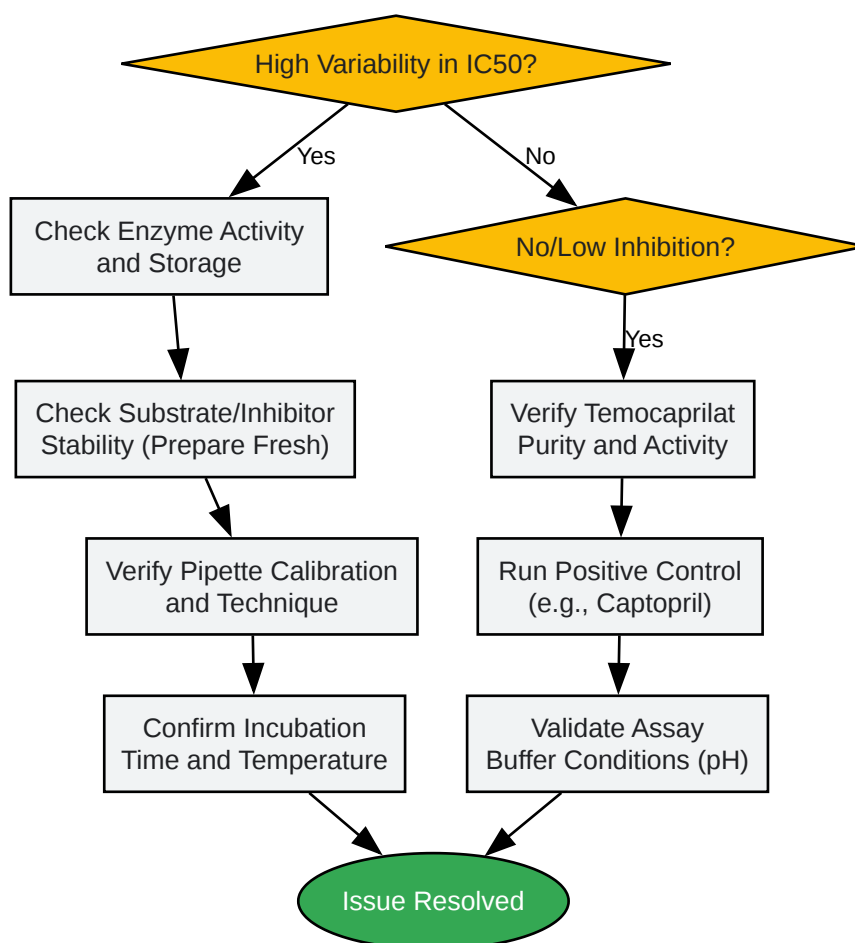 High Variability in IC50?
Yes
No
Check Enzyme Activity
and Storage
No/Low Inhibition?
Yes
Check Substrate/Inhibitor
Stability (Prepare Fresh)
Verify Temocaprilat
Purity and Activity
Verify Pipette Calibration
and Technique
Run Positive Control
(e.g., Captopril)
Confirm Incubation
Time and Temperature
Validate Assay
Buffer Conditions (pH)
Issue Resolved